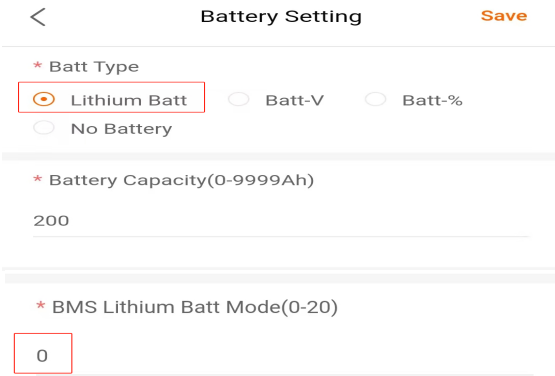 Battery Setting Save
* Batt Type
Lithium Batt Batt-V Batt-%
No Battery
* Battery Capacity(0-9999Ah)
200
* BMS Lithium Batt Mode(0-20)
0